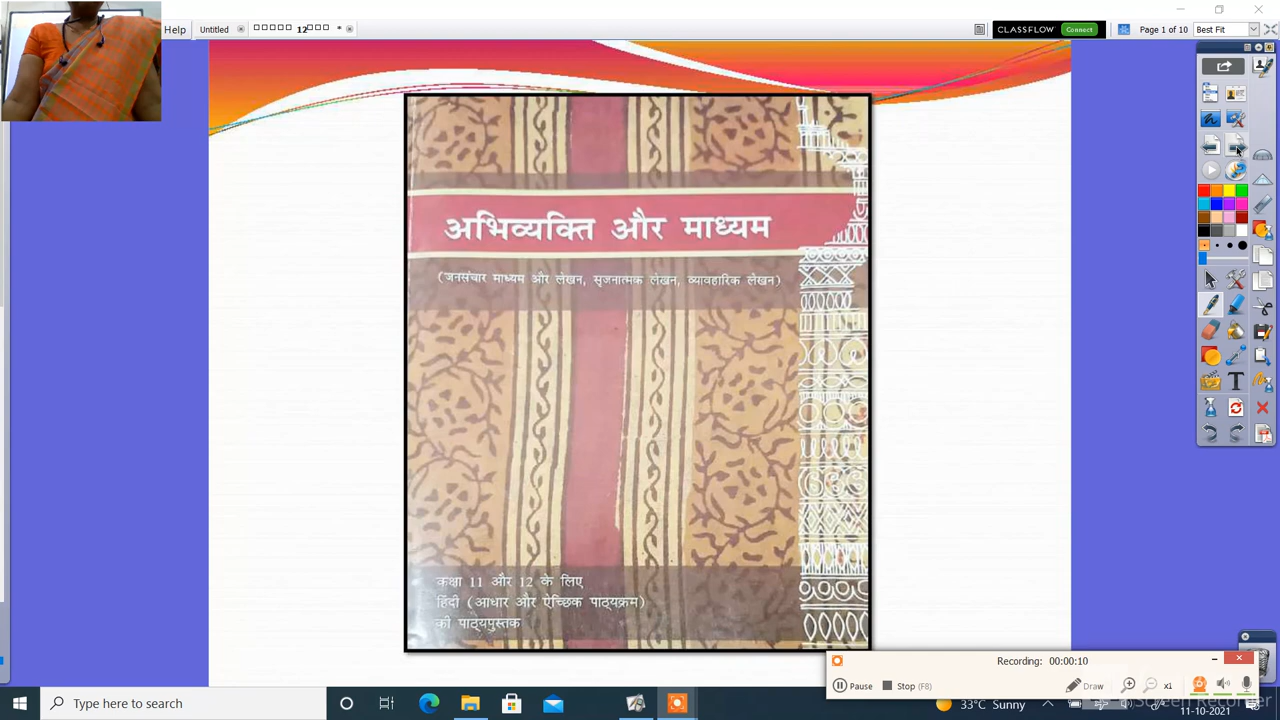 Help
Untitled
12
*
CLASSFLOW
Connect
Page 1 of 10
Best Fit
अभिव्यक्ति और माध्यम
(जनसंचार माध्यम और लेखन, सृजनात्मक लेखन, व्यावहारिक लेखन)
कक्षा 11 और 12 के लिए
हिंदी (आधार और ऐच्छिक पाठ्यक्रम)
की पाठ्यपुस्तक
Recording: 00:00:10
Pause
Stop (F8)
Draw
x1
Type here to search
33°C Sunny
11-10-2021